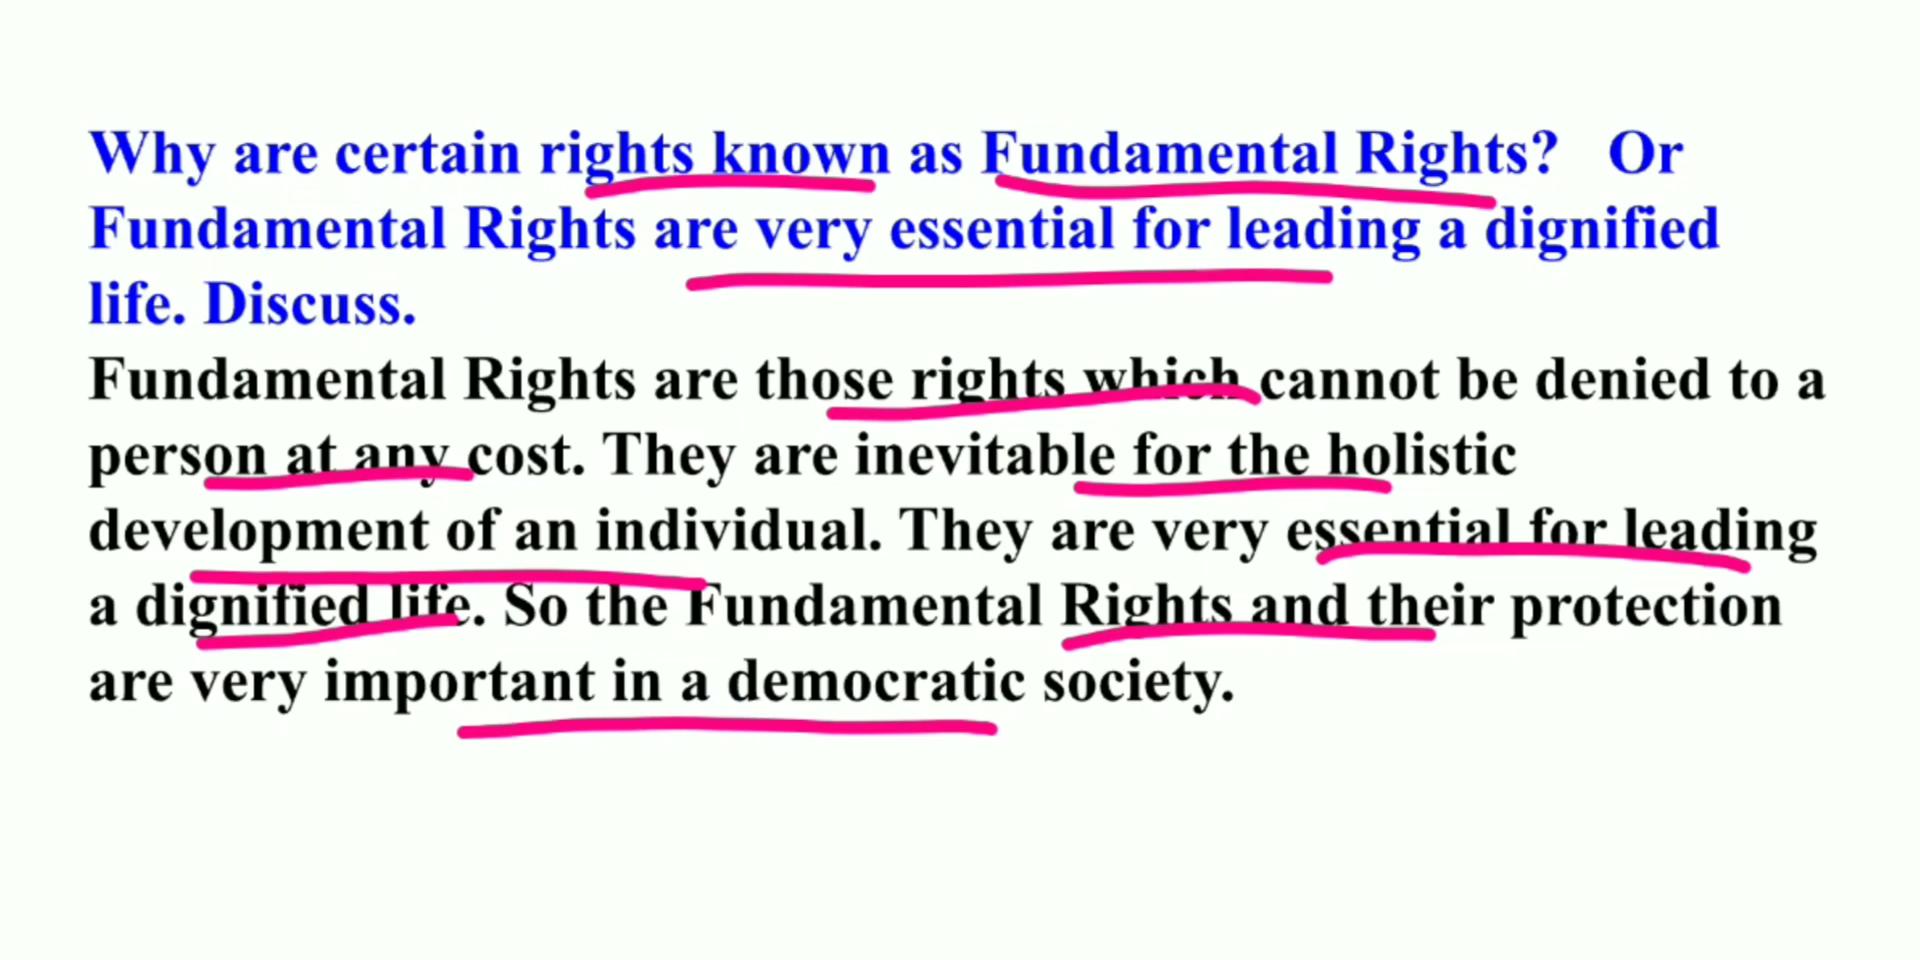 Why are certain rights known as Fundamental Rights? Or
Fundamental Rights are very essential for leading a dignified
life. Discuss.
Fundamental Rights are those rights which cannot be denied to a
person at any cost. They are inevitable for the holistic
development of an individual. They are very essential for leading
a dignified life. So the Fundamental Rights and their protection
are very important in a democratic society.